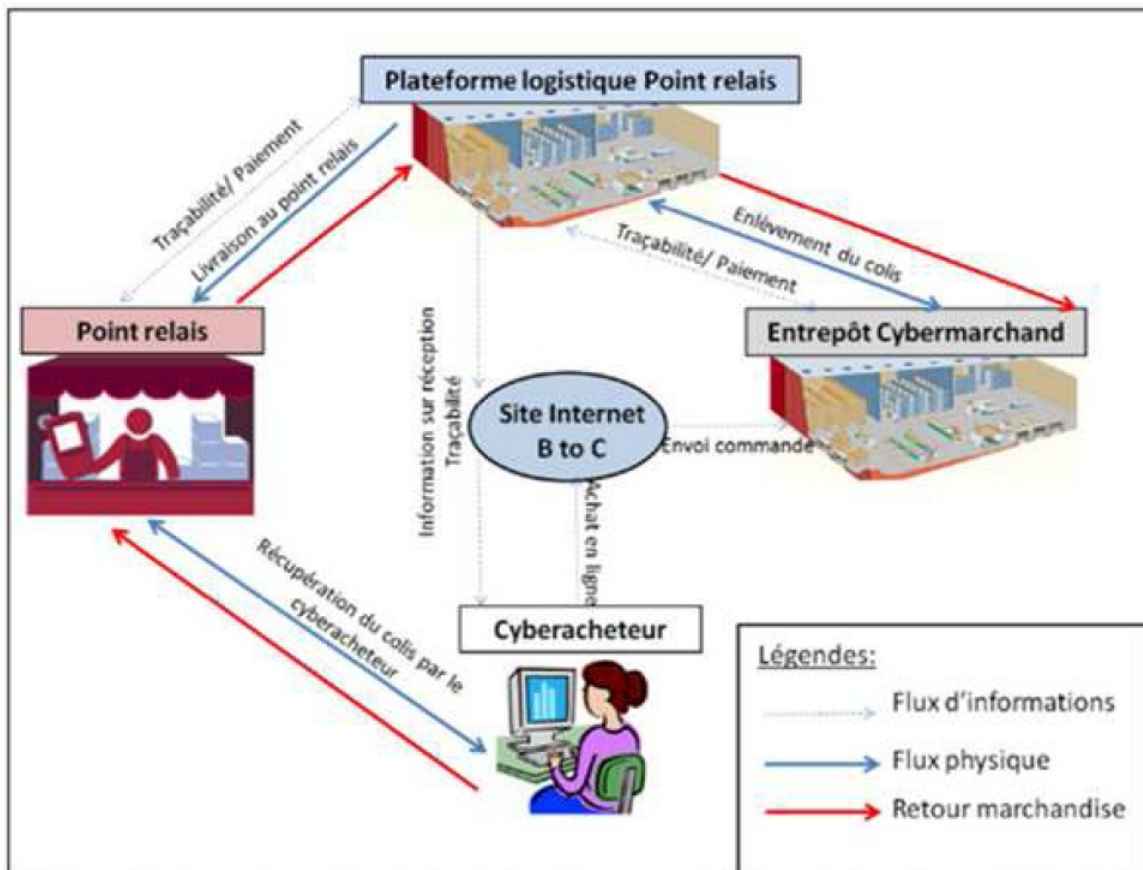 Plateforme logistique Point relais
Traçabilité/ Paiement
Livraison au point relais
Enlèvement du colis
Traçabilité/ Paiement
Point relais
Entrepôt Cybermarchand
Information sur réception
Traçabilité
Site Internet
B to C
Envoi commande
Achat en ligne
Récupération du colis par le
cyberacheteur
Cyberacheteur
Légendes:
Flux d'informations
Flux physique
Retour marchandise